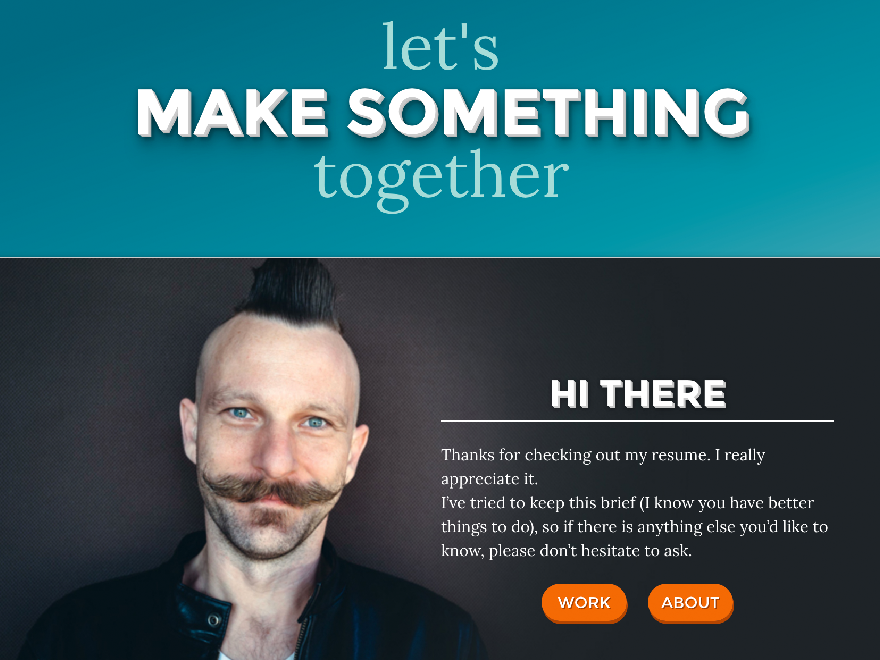 let's
MAKE SOMETHING
together
HI THERE
Thanks for checking out my resume. I really
appreciate it.
I've tried to keep this brief (I know you have better
things to do), so if there is anything else you'd like to
know, please don't hesitate to ask.
WORK ABOUT